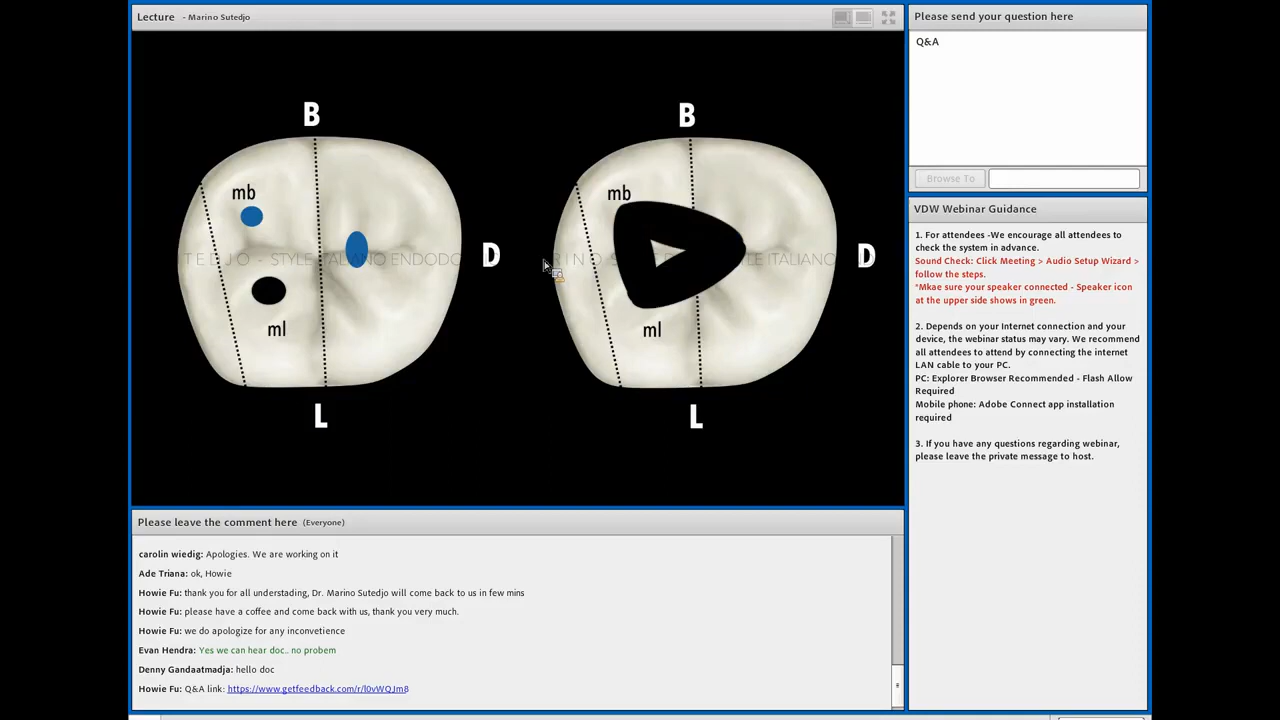 Lecture - Marino Sutedjo
B
B
mb
mb
TEDJO - STYLE ITALIANO ENDODO
STYLE ITALIANO
D
D
ml
ml
L
L
Please leave the comment here (Everyone)
carolin wiedig: Apologies. We are working on it
Ade Triana: ok, Howie
Howie Fu: thank you for all understading, Dr. Marino Sutedjo will come back to us in few mins
Howie Fu: please have a coffee and come back with us, thank you very much.
Howie Fu: we do apologize for any inconvetience
Evan Hendra: Yes we can hear doc.. no probem
Denny Gandaatmadja: hello doc
Howie Fu: Q&A link: https://www.getfeedback.com/r/l0vWQJm8
Please send your question here
Q&A
Browse To
VDW Webinar Guidance
1. For attendees -We encourage all attendees to
check the system in advance.
Sound Check: Click Meeting > Audio Setup Wizard >
follow the steps.
*Mkae sure your speaker connected - Speaker icon
at the upper side shows in green.
2. Depends on your Internet connection and your
device, the webinar status may vary. We recommend
all attendees to attend by connecting the internet
LAN cable to your PC.
PC: Explorer Browser Recommended - Flash Allow
Required
Mobile phone: Adobe Connect app installation
required
3. If you have any questions regarding webinar,
please leave the private message to host.